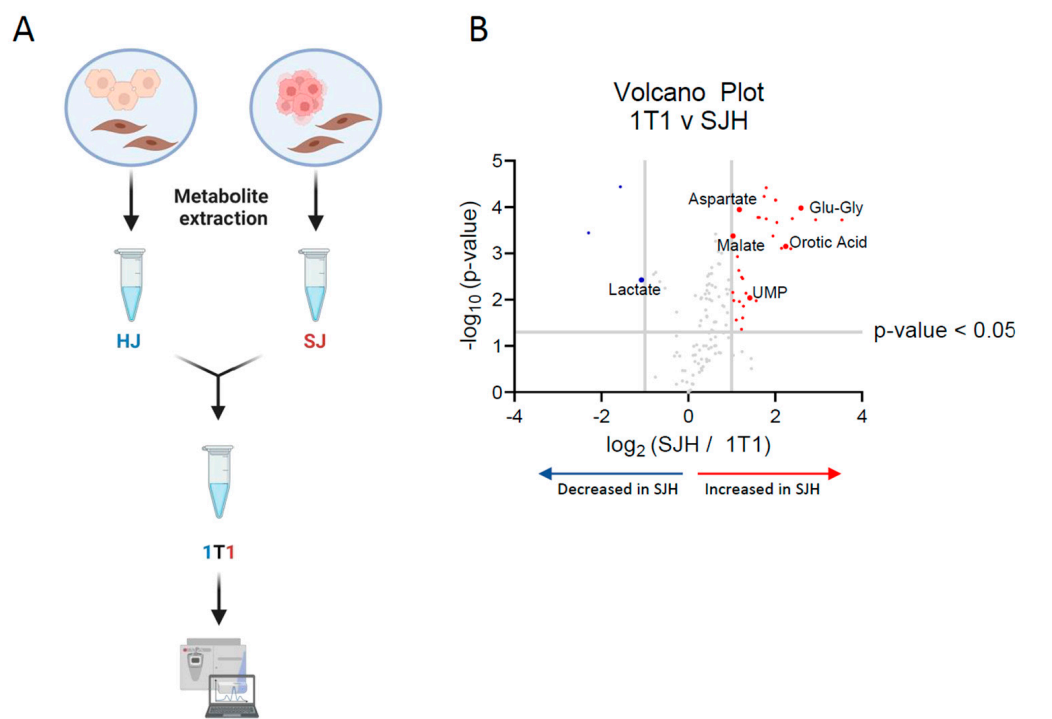 A
Metabolite
extraction
HJ
SJ
1T1
B
Volcano Plot
1T1 v SJH
5
4
3
2
1
0
-log10 (p-value)
Aspartate
Glu-Gly
Malate
Orotic Acid
Lactate
UMP
p-value < 0.05
-4
-2
0
2
4
log2 (SJH / 1T1)
Decreased in SJH
Increased in SJH